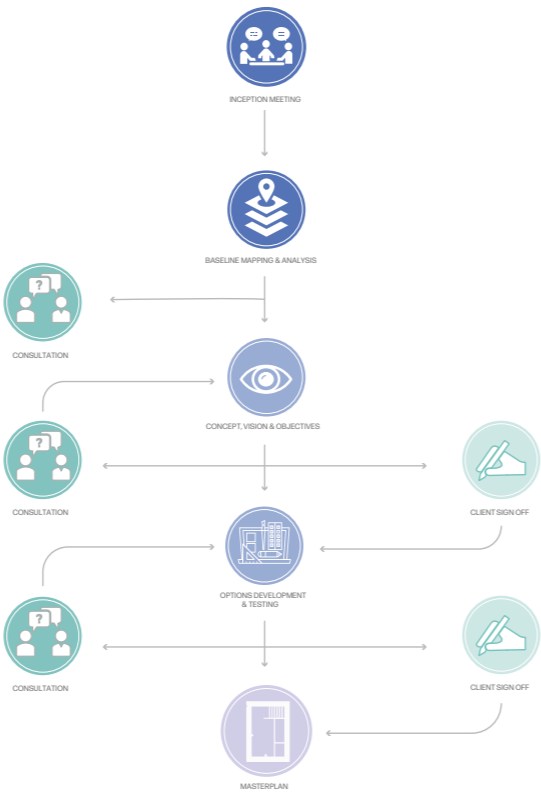 INCEPTION MEETING
BASELINE MAPPING & ANALYSIS
?
CONSULTATION
CONCEPT, VISION & OBJECTIVES
?
CONSULTATION
CLIENT SIGN OFF
OPTIONS DEVELOPMENT
& TESTING
?
CONSULTATION
CLIENT SIGN OFF
MASTERPLAN